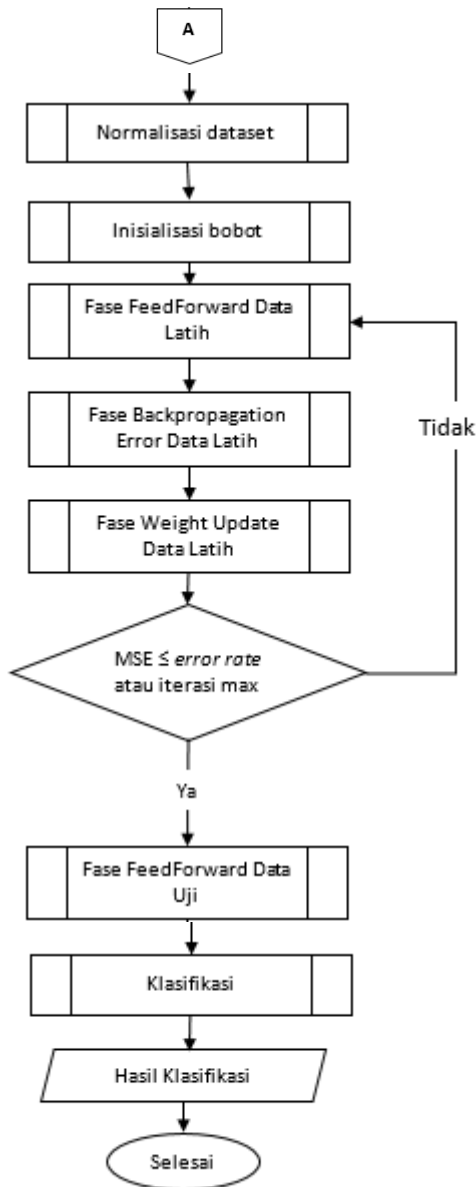 A
Normalisasi dataset
Inisialisasi bobot
Fase FeedForward Data
Latih
Fase Backpropagation
Error Data Latih
Tidak
Fase Weight Update
Data Latih
MSE ≤ error rate
atau iterasi max
Ya
Fase FeedForward Data
Uji
Klasifikasi
Hasil Klasifikasi
Selesai